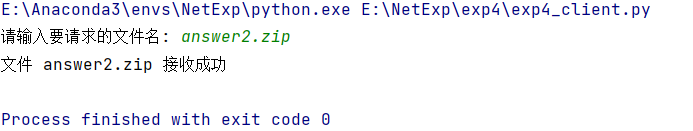 E:\Anaconda3\envs\NetExp\python.exe E:\NetExp\exp4\exp4_client.py
请输入要请求的文件名: answer2.zip
文件 answer2.zip 接收成功
Process finished with exit code 0